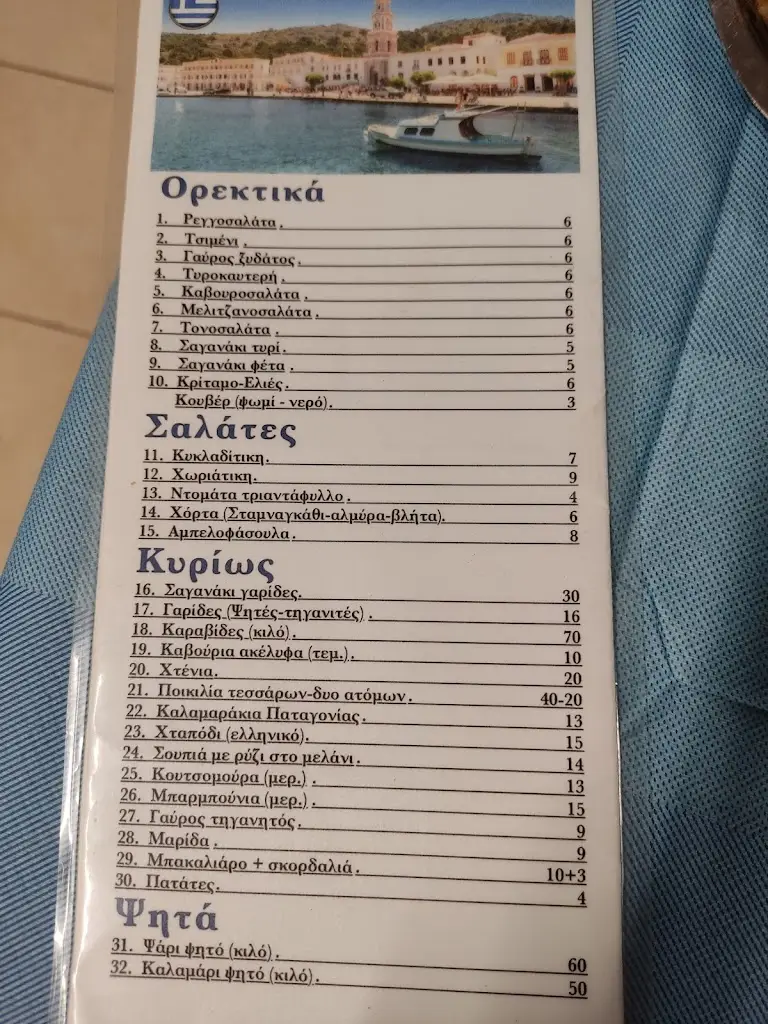 Ορεκτικά
1. Ρεγγοσαλάτα. 6
2. Τσιμένι. 6
3. Γαύρος ξυδάτος. 6
4. Τυροκαυτερή. 6
5. Καβουροσαλάτα. 6
6. Μελιτζανοσαλάτα. 6
7. Τονοσαλάτα. 6
8. Σαγανάκι τυρί. 5
9. Σαγανάκι φέτα. 5
10. Κρίταμο-Ελιές. 6
Κουβέρ (ψωμί - νερό). 3
Σαλάτες
11. Κυκλαδίτικη. 7
12. Χωριάτικη. 9
13. Ντομάτα τριαντάφυλλο. 4
14. Χόρτα (Σταμναγκάθι-αλμύρα-βλήτα). 6
15. Αμπελοφάσουλα. 8
Κυρίως
16. Σαγανάκι γαρίδες. 30
17. Γαρίδες (Ψητές-τηγανιτές). 16
18. Καραβίδες (κιλό). 70
19. Καβούρια ακέλυφα (τεμ.). 10
20. Χτένια. 20
21. Ποικιλία τεσσάρων-δυο ατόμων. 40-20
22. Καλαμαράκια Παταγονίας. 13
23. Χταπόδι (ελληνικό). 15
24. Σουπιά με ρύζι στο μελάνι. 14
25. Κουτσομούρα (μερ.). 13
26. Μπαρμπούνια (μερ.). 15
27. Γαύρος τηγανητός. 9
28. Μαρίδα. 9
29. Μπακαλιάρο + σκορδαλιά. 10+3
30. Πατάτες. 4
Ψητά
31. Ψάρι ψητό (κιλό). 60
32. Καλαμάρι ψητό (κιλό). 50